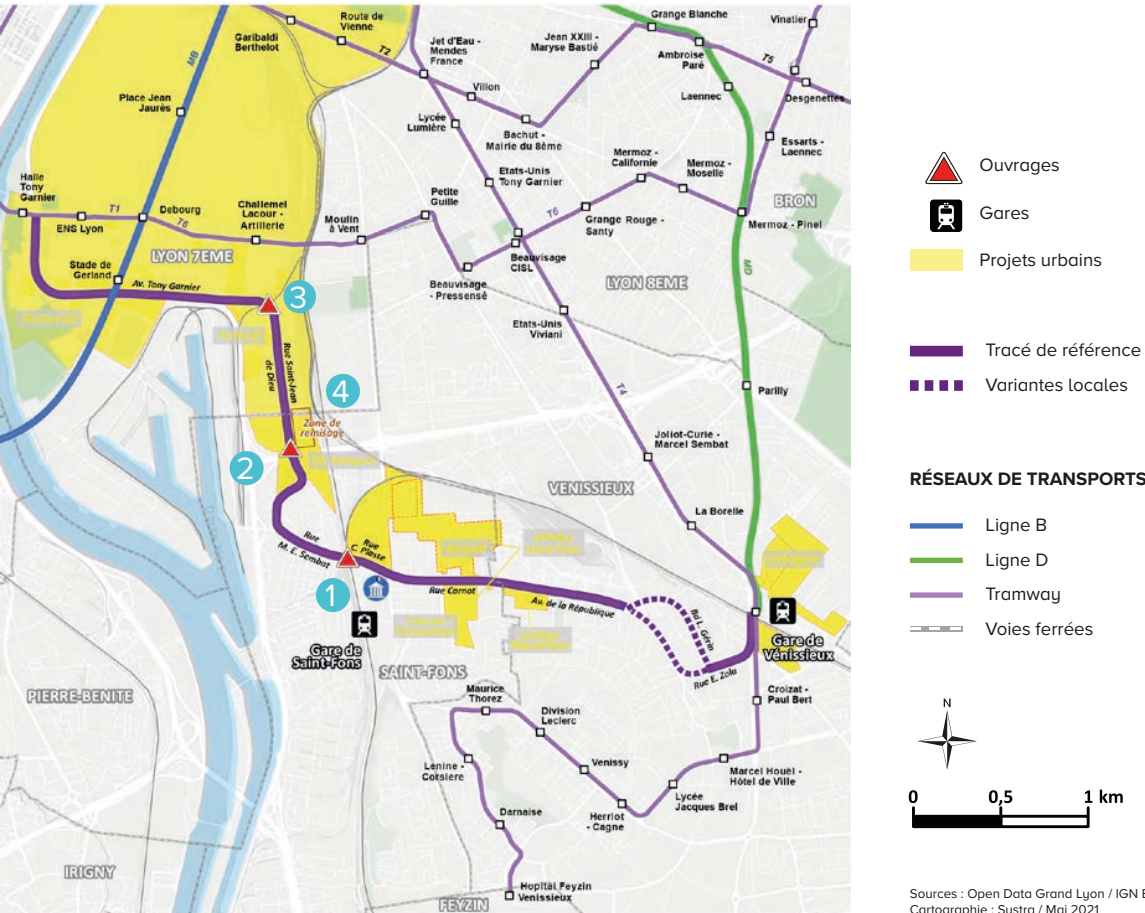 Garibaldi
Berthelot
Route de
Vienne
T2
MB
Jet d'Eau -
Mendes
France
Jean XXIII -
Maryse Bastié
Grange Blanche
Ambroise
Paré
Vinatier
T5
Desgenettes
Laennec
Place Jean
Jaurès
Villon
Lycée
Lumière
Bachut -
Mairie du 8ème
Essarts -
Laennec
Mermoz -
Californie
Mermoz -
Moselle
BRON
Mermoz - Pinel
Etats-Unis
Tony Garnier
Petite
Guille
Halle
Tony
Garnier
T1
ENS Lyon
Debourg
T6
Challemel
Lacour -
Artillerie
Moulin
à Vent
T6
Grange Rouge -
Santy
Beauvisage
CISL
Beauvisage
- Pressensé
LYON 7EME
LYON 8EME
MD
Stade de
Gerland
Av. Tony Garnier
3
Etats-Unis
Viviani
Rue Saint-Jean
de Dieu
4
Zone de
remisage
2
T4
Parilly
Joliot-Curie -
Marcel Sembat
VENISSIEUX
La Borelle
Rue
M. E. Sembat
Rue
C. Plasse
1
Rue Carnot
Av. de la République
Bd L. Gérin
Rue E. Zola
Gare de
Saint-Fons
SAINT-FONS
Gare de
Vénissieux
PIERRE-BENITE
Croizat -
Paul Bert
Maurice
Thorez
Division
Leclerc
Lenine -
Corsiere
Venissy
Marcel Houël -
Hôtel de Ville
Lycée
Jacques Brel
Herriot
- Cagne
Darnaise
IRIGNY
Hopital Feyzin
Venissieux
FEYZIN
Ouvrages
Gares
Projets urbains
Tracé de référence
Variantes locales
RÉSEAUX DE TRANSPORTS
Ligne B
Ligne D
Tramway
Voies ferrées
N
0 0,5 1 km
Sources : Open Data Grand Lyon / IGN
Cartographie : Systra / Mai 2021